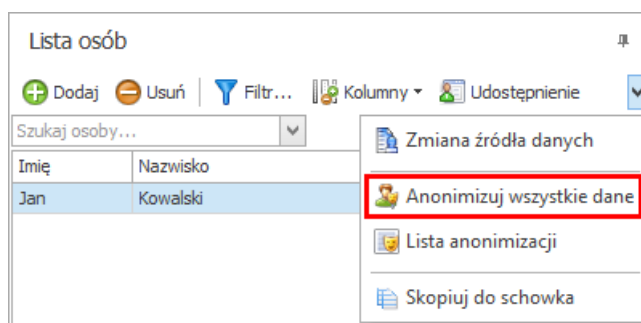 Lista osób
Dodaj Usuń Filtr... Kolumny Udostępnienie
Szukaj osoby...
Zmiana źródła danych
Imię Nazwisko
Anonimizuj wszystkie dane
Jan Kowalski
Lista anonimizacji
Skopiuj do schowka